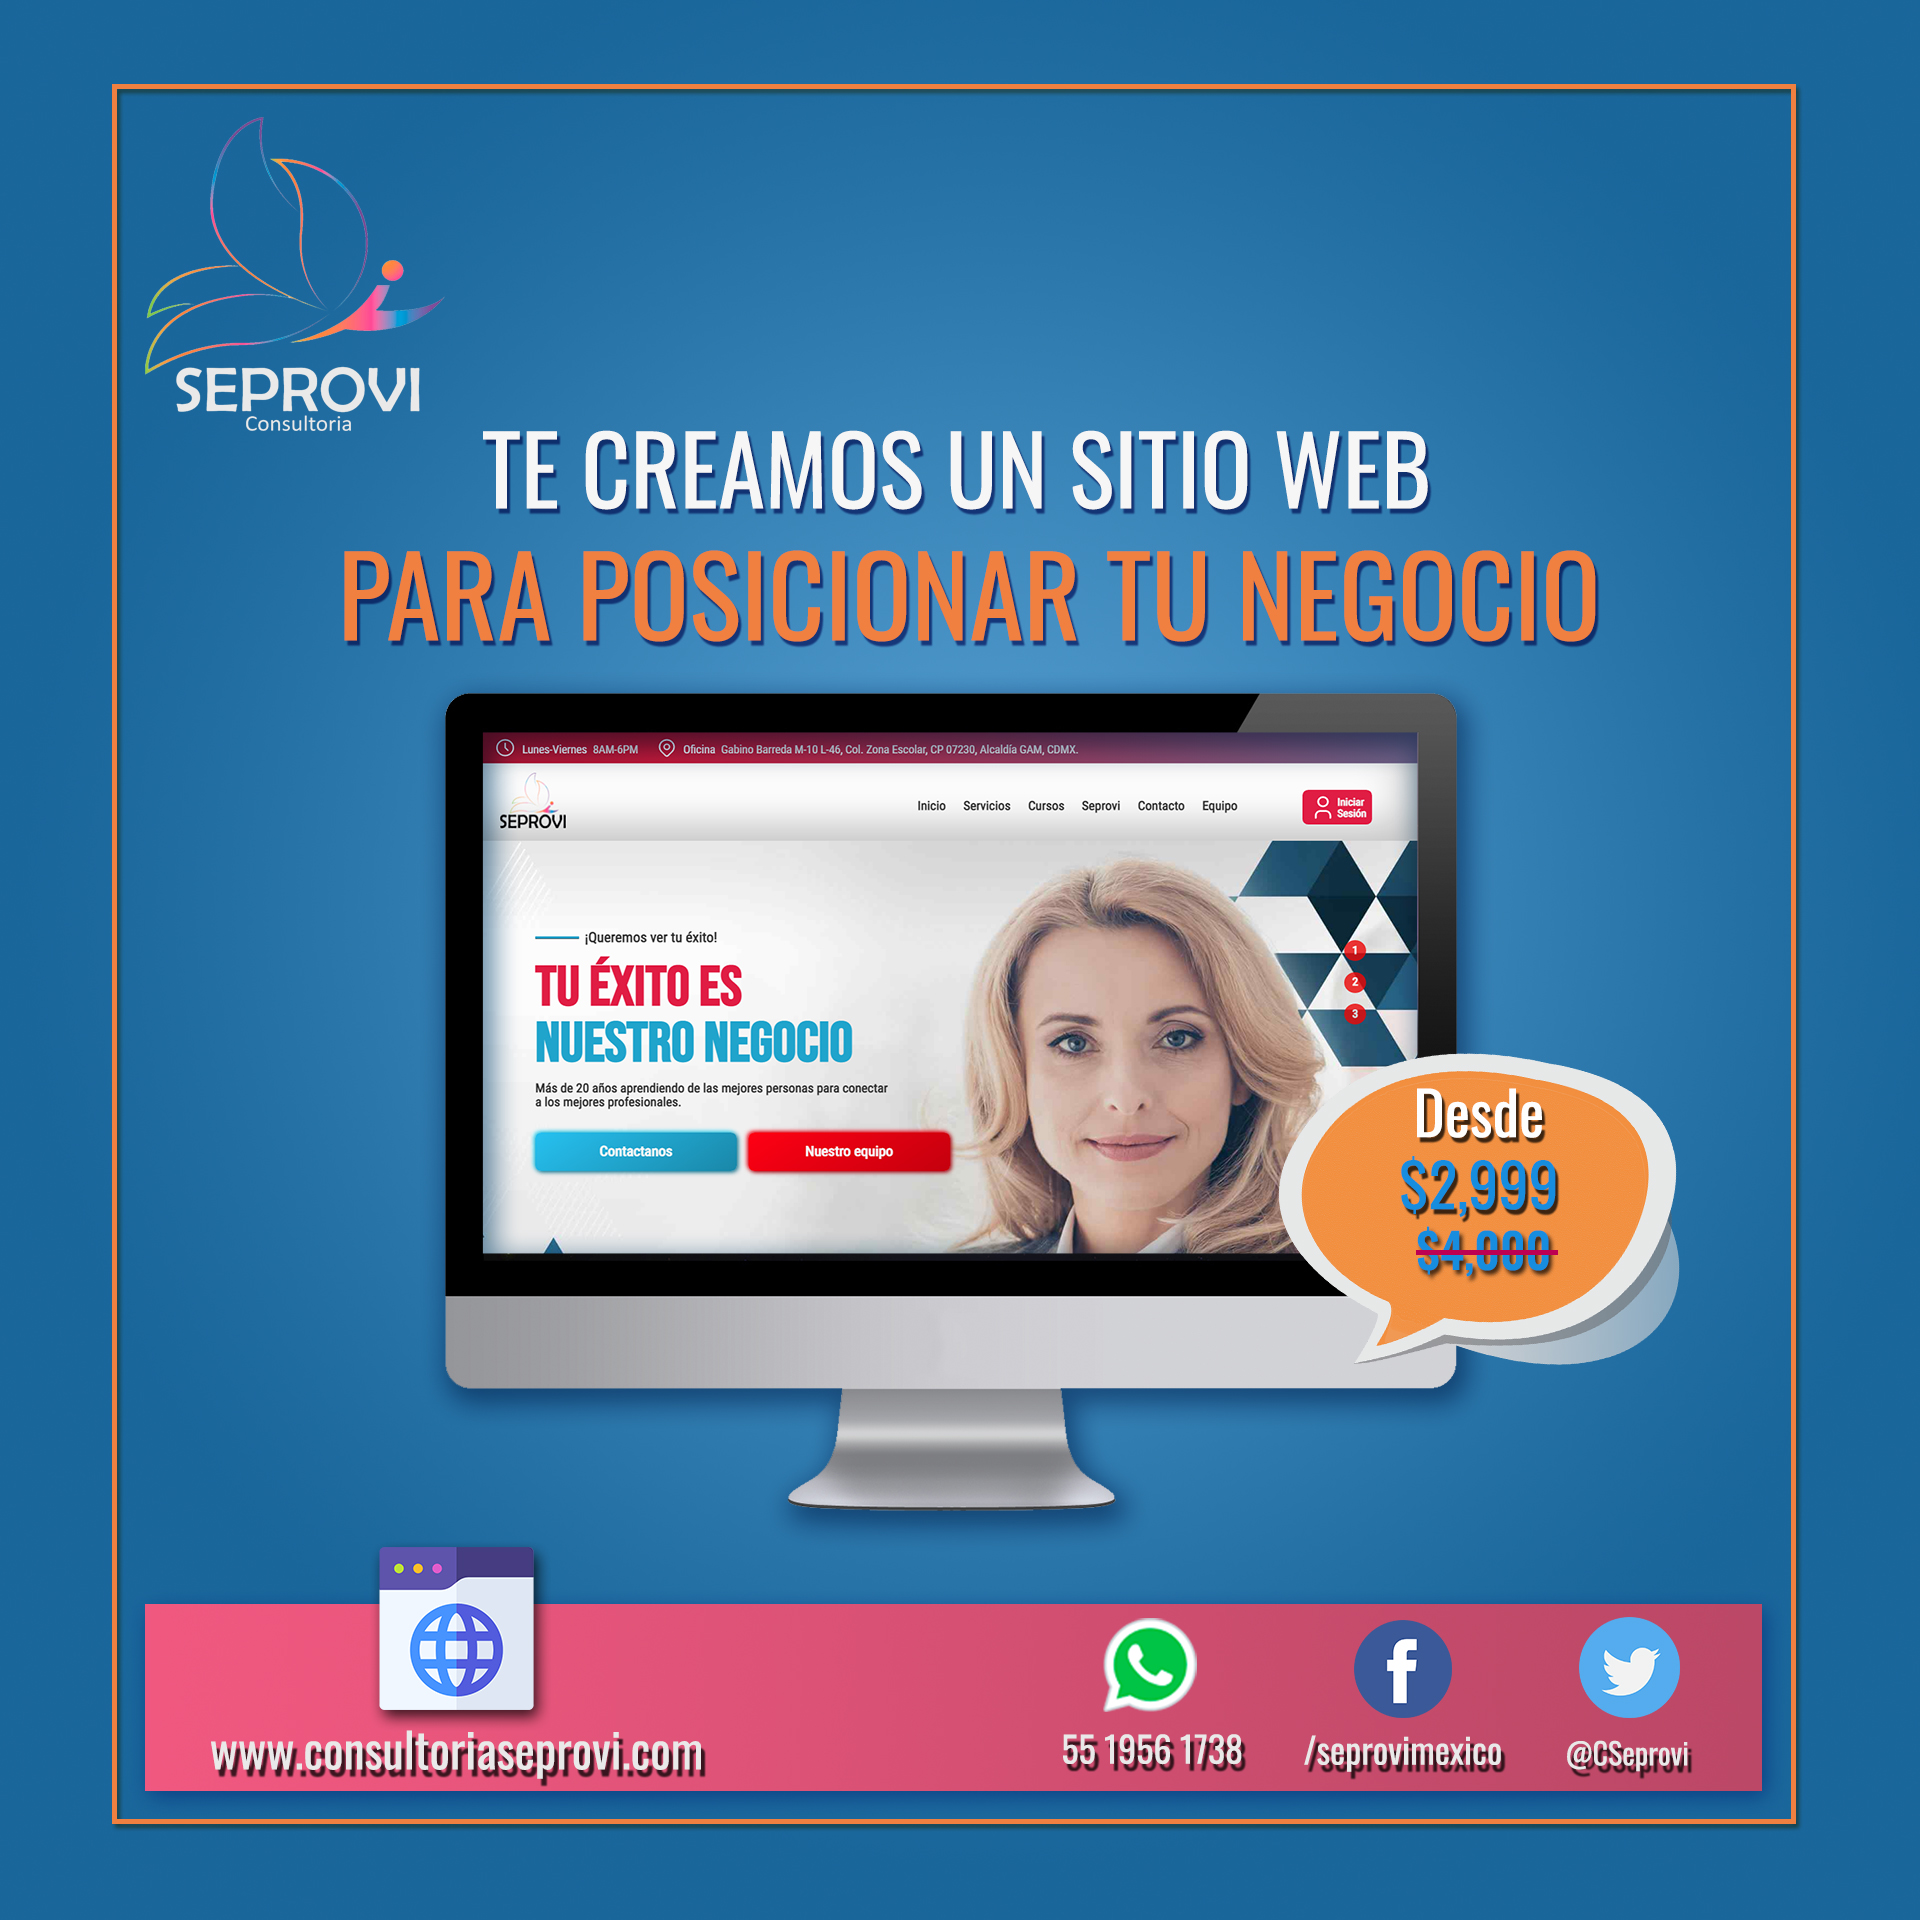 SEPROVI
Consultoria
TE CREAMOS UN SITIO WEB
PARA POSICIONAR TU NEGOCIO
Lunes-Viernes 8AM-6PM Oficina Gabino Barreda M-10 L-46, Col. Zona Escolar, CP 07230, Alcaldía GAM, CDMX.
SEPROVI
Inicio Servicios Cursos Seprovi Contacto Equipo
Iniciar
Sesión
¡Queremos ver tu éxito!
TU ÉXITO ES
NUESTRO NEGOCIO
Más de 20 años aprendiendo de las mejores personas para conectar
a los mejores profesionales.
Contactanos
Nuestro equipo
1
2
3
Desde
$2,999
$4,000
www.consultoriaseprovi.com
55 1956 1738
/seprovimexico
@CSeprovi